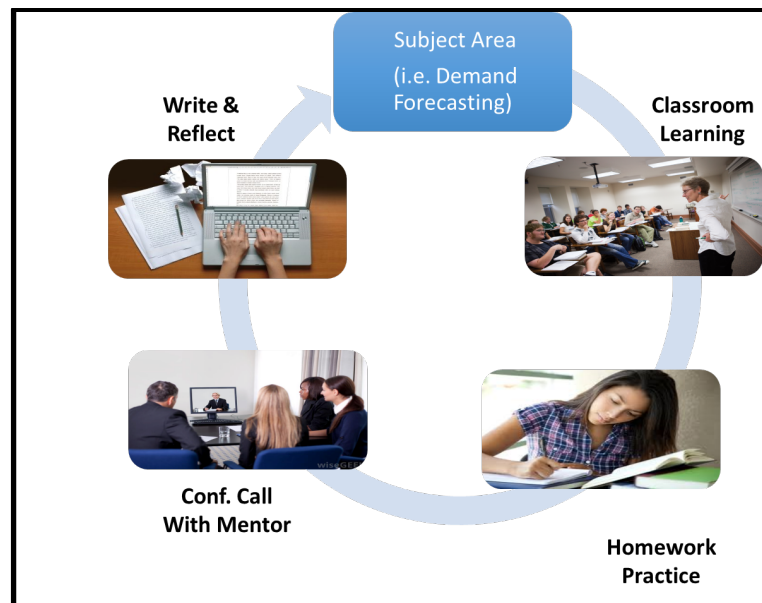 Subject Area
(i.e. Demand
Forecasting)
Write &
Reflect
Classroom
Learning
Conf. Call
With Mentor
Homework
Practice